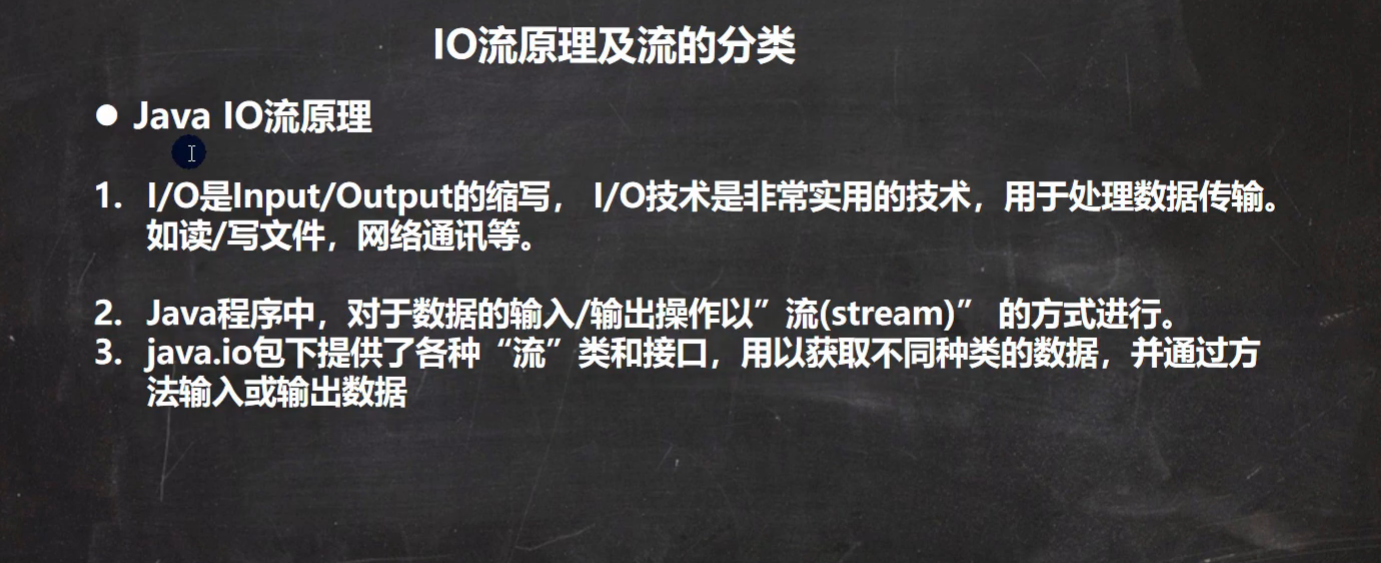 IO流原理及流的分类
● Java IO流原理
1. I/O是Input/Output的缩写， I/O技术是非常实用的技术，用于处理数据传输。
如读/写文件，网络通讯等。
2. Java程序中，对于数据的输入/输出操作以”流(stream)” 的方式进行。
3. java.io包下提供了各种“流”类和接口，用以获取不同种类的数据，并通过方
法输入或输出数据